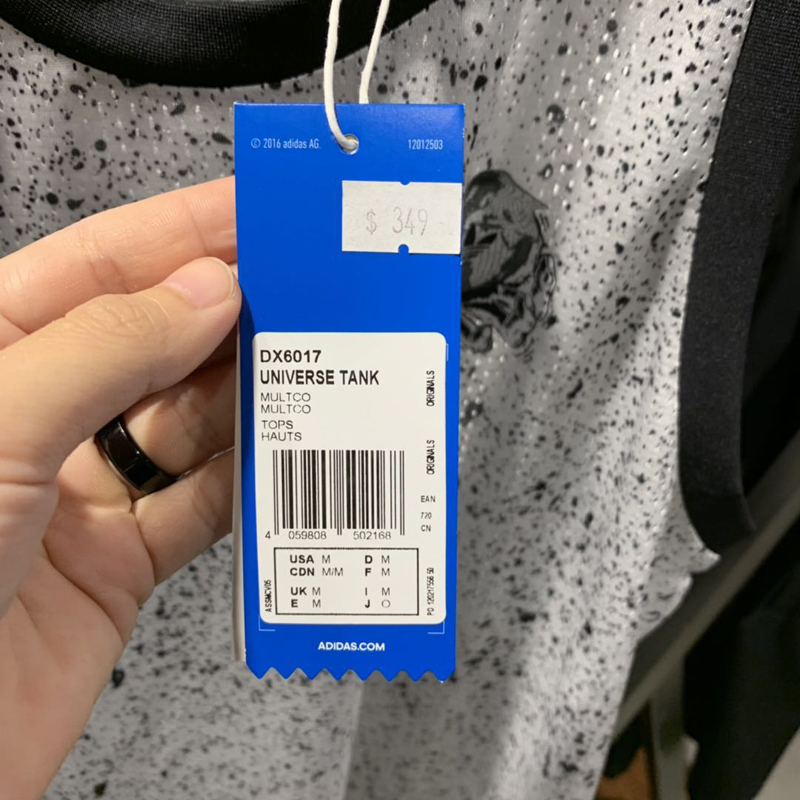 © 2016 adidas AG.
12012503
$ 349
DX6017
UNIVERSE TANK
MULTCO
MULTCO
TOPS
HAUTS
ORIGINALS
ORIGINALS
EAN
720
CN
4 059808 502168
USA M D M
CDN M/M F M
UK M I M
E M J O
ADIDAS.COM